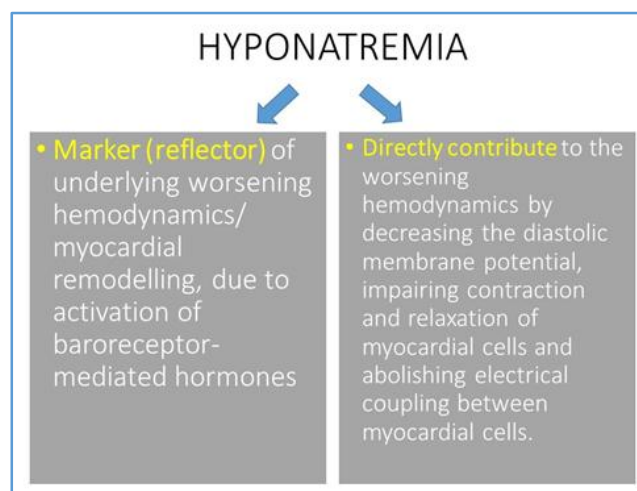 HYPONATREMIA
• Marker (reflector) of
underlying worsening
hemodynamics/
myocardial
remodelling, due to
activation of
baroreceptor-
mediated hormones
• Directly contribute to the
worsening
hemodynamics by
decreasing the diastolic
membrane potential,
impairing contraction
and relaxation of
myocardial cells and
abolishing electrical
coupling between
myocardial cells.